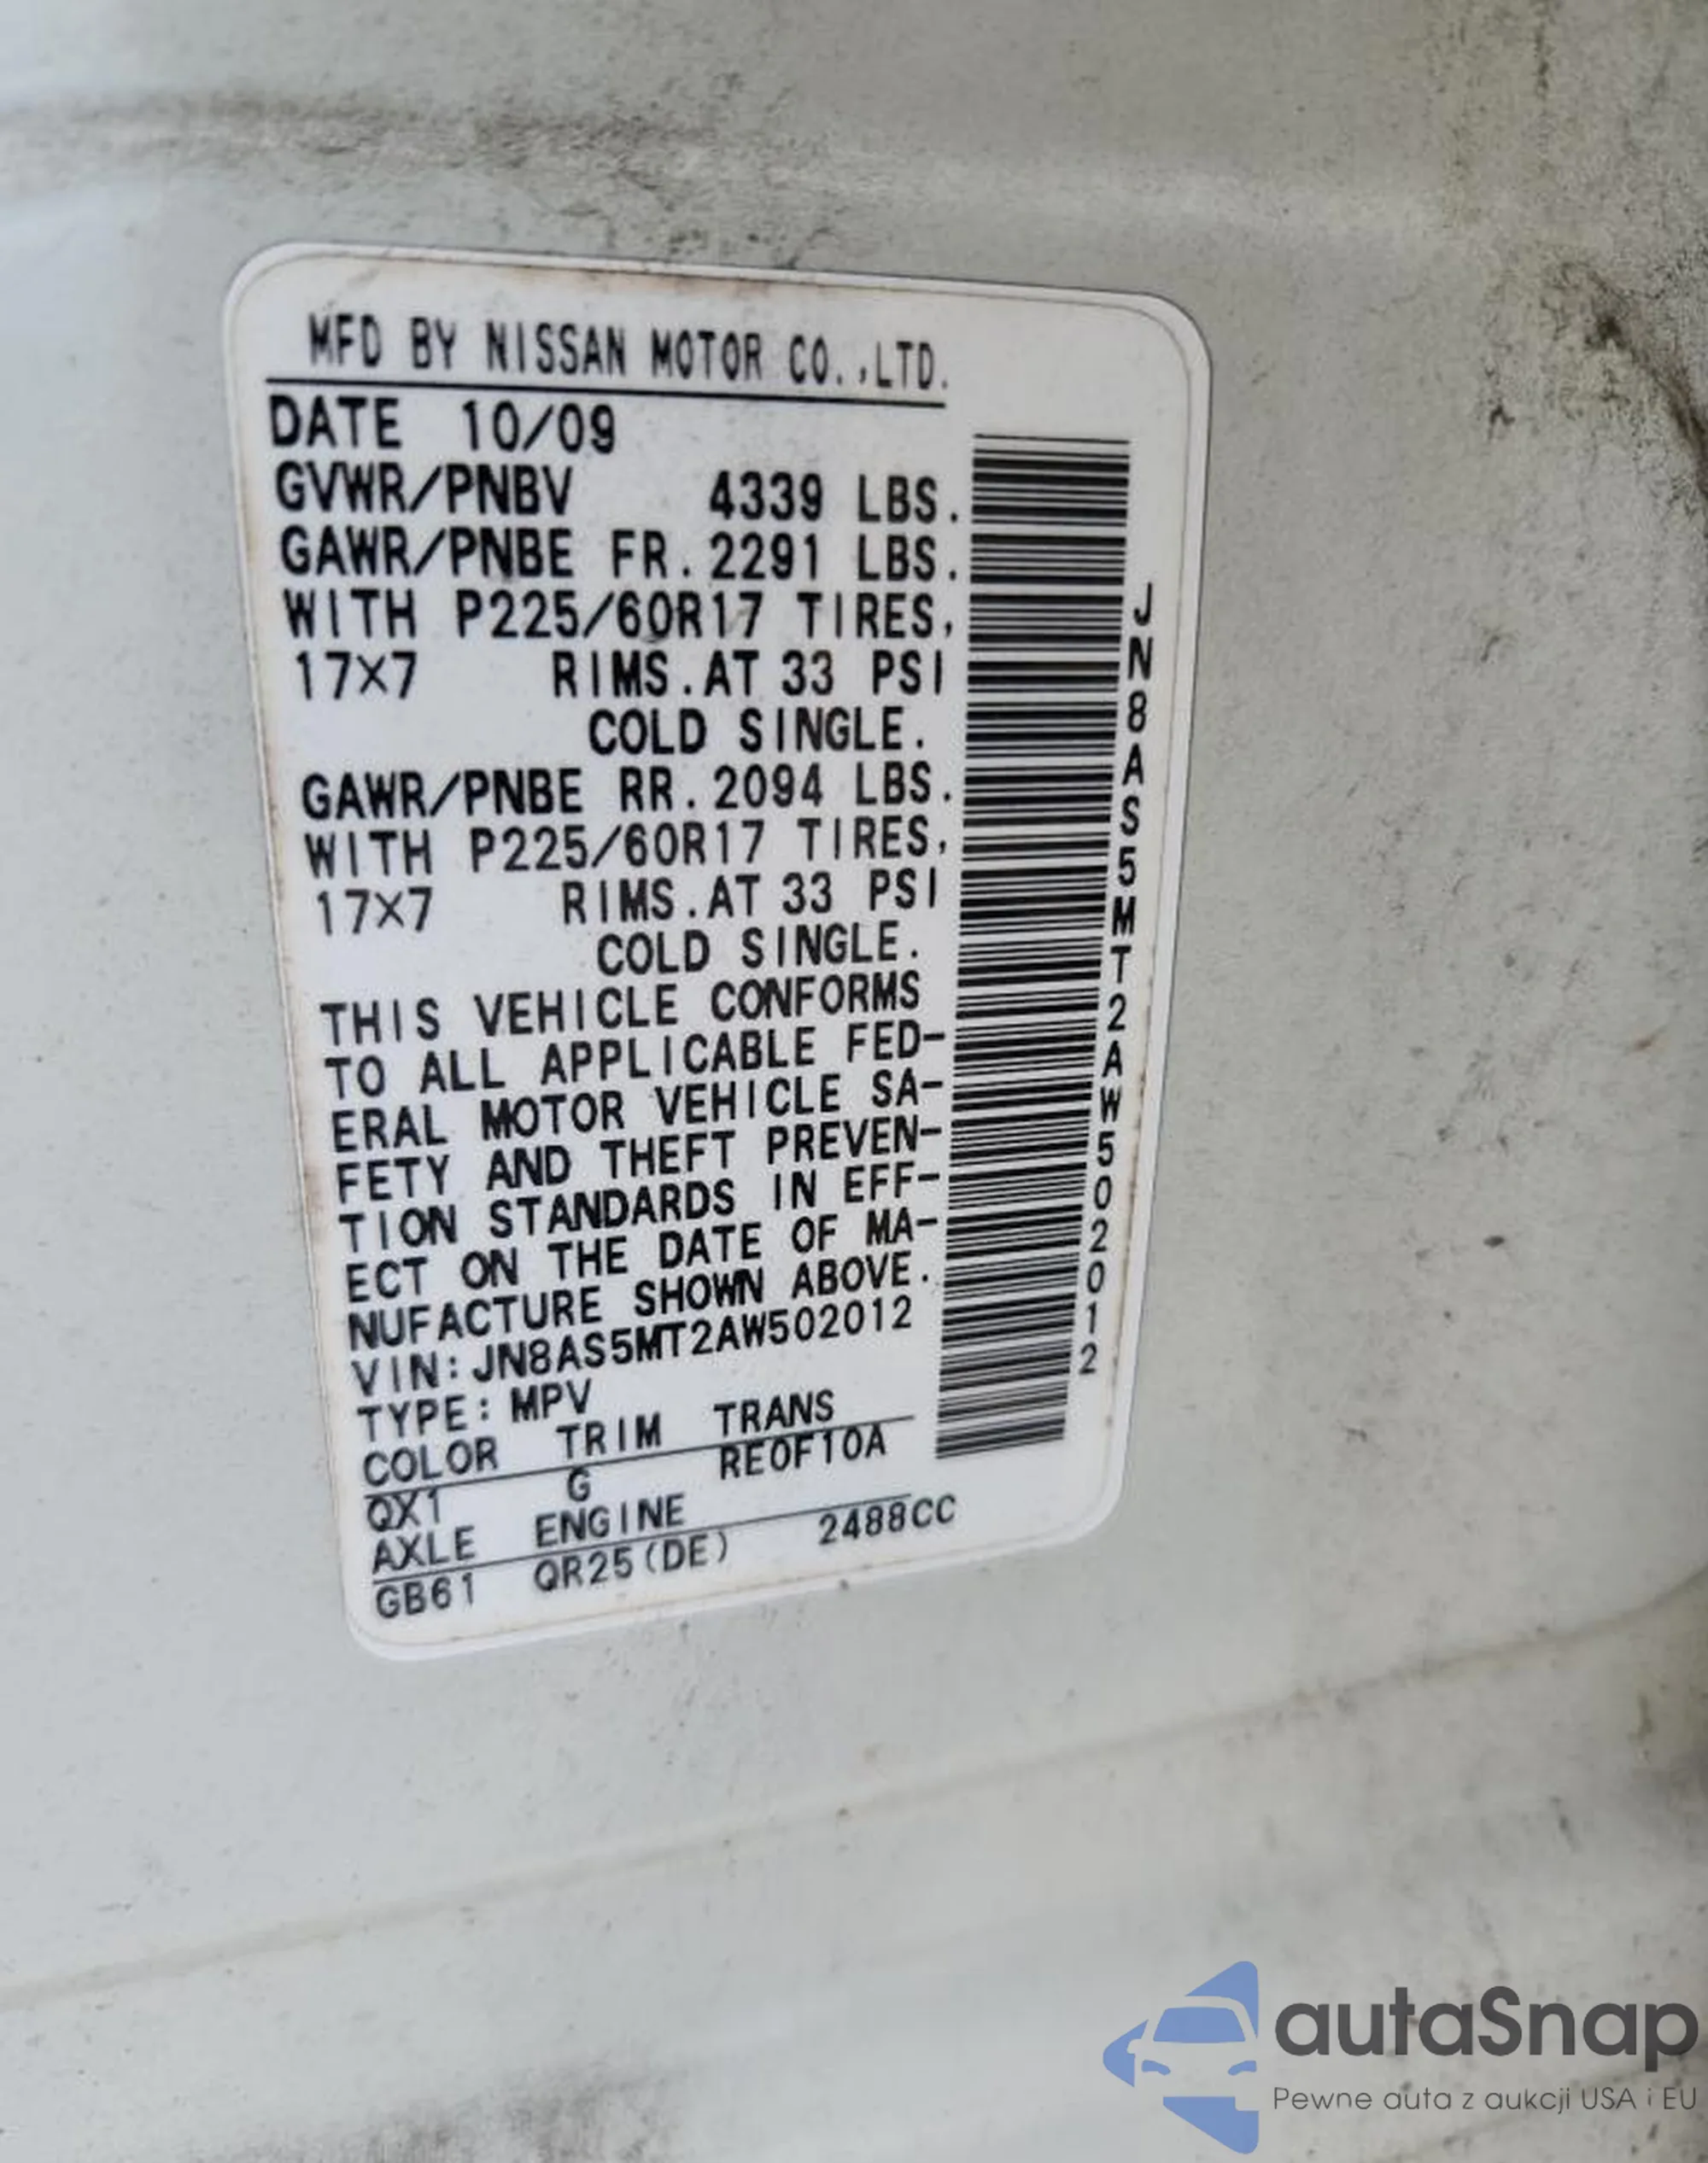 MFD BY NISSAN MOTOR CO.,LTD.
DATE 10/09
GVWR/PNBV 4339 LBS.
GAWR/PNBE FR. 2291 LBS.
WITH P225/60R17 TIRES,
17X7 RIMS. AT 33 PSI
COLD SINGLE.
GAWR/PNBE RR. 2094 LBS.
WITH P225/60R17 TIRES,
17X7 RIMS. AT 33 PSI
COLD SINGLE.
THIS VEHICLE CONFORMS
TO ALL APPLICABLE FED-
ERAL MOTOR VEHICLE SA-
FETY AND THEFT PREVEN-
TION STANDARDS IN EFF-
ECT ON THE DATE OF MA-
NUFACTURE SHOWN ABOVE.
VIN: JN8AS5MT2AW502012
TYPE: MPV
COLOR TRIM TRANS
QX1 G RE0F10A
AXLE ENGINE
GB61 QR25(DE) 2488CC
JN8AS5MT2AW502012
autaSnap
Pewne auta z aukcji USA i EU